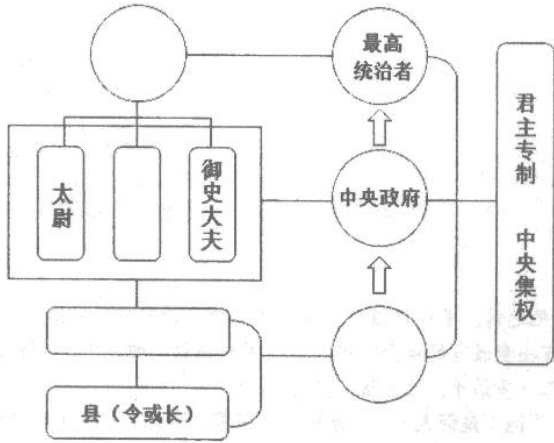 最高
统治者
太尉
御史大夫
中央政府
君主专制 中央集权
县（令或长）